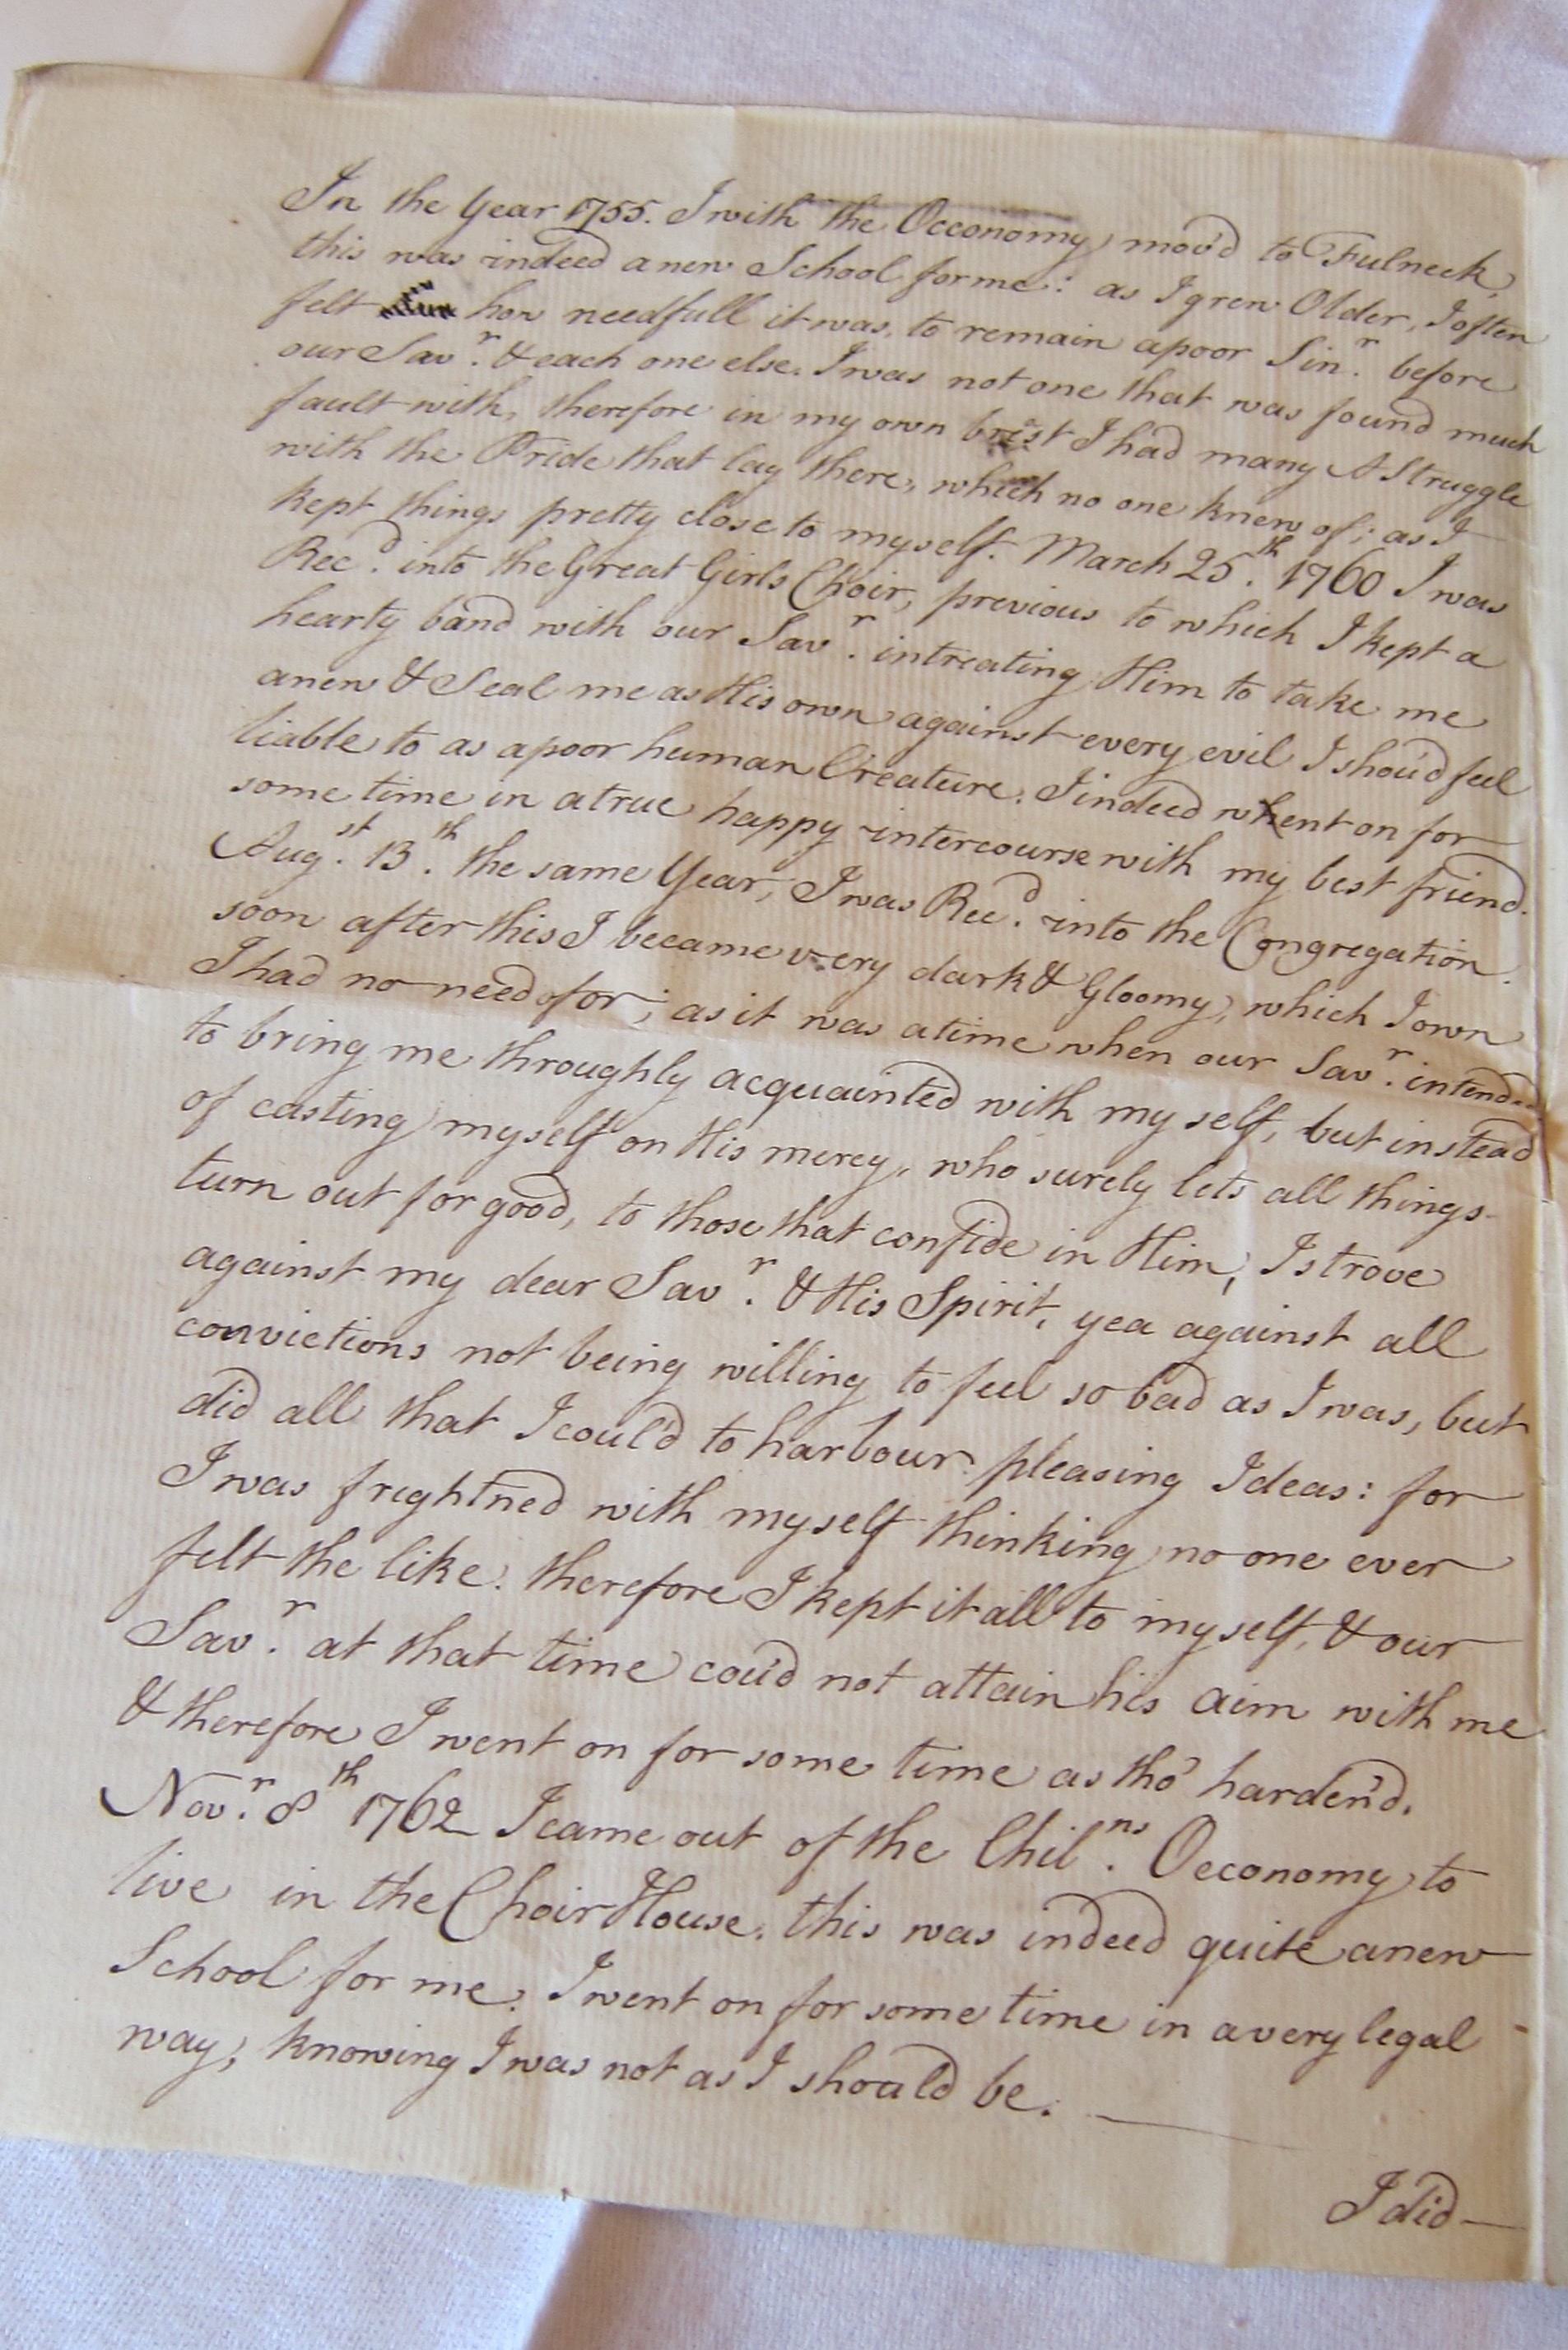 In the Year 1755. I with the Oeconomy mov'd to Fulneck,
this was indeed a new School for me: as I grew Older, I often
felt how needfull it was, to remain a poor Sin.r before
our Sav.r & each one else. I was not one that was found much
fault with, therefore in my own brest I had many A Struggle
with the Pride that lay there, which no one knew of; as I
kept things pretty close to myself. March 25.th 1760 I was
Rec.d into the Great Girls Choir, previous to which I kept a
hearty band with our Sav.r intreating Him to take me
anew & Seal me as His own against every evil I shou'd feel
liable to as a poor human Creature. I indeed went on for
some time in a true happy intercourse with my best friend.
Aug.st 13.th the same Year, I was Rec.d into the Congregation.
soon after this I became very dark & Gloomy, which I own
I had no need of for; as it was a time when our Sav.r intended
to bring me throughly acquainted with my self, but instead
of casting myself on His mercy, who surely lets all things
turn out for good, to those that confide in Him, I strove
against my dear Sav.r & His Spirit, yea against all
convictions not being willing to feel so bad as I was, but
did all that I cou'd to harbour pleasing Ideas: for
I was frightned with myself thinking no one ever
felt the like. therefore I kept it all to myself, & our
Sav.r at that time cou'd not attain his aim with me
& therefore I went on for some time as tho' harden'd.
Nov.r 8th 1762 I came out of the Chil.ns Oeconomy to
live in the Choir House. this was indeed quite a new
School for me. I went on for some time in a very legal
way, knowing I was not as I should be. —
I did —